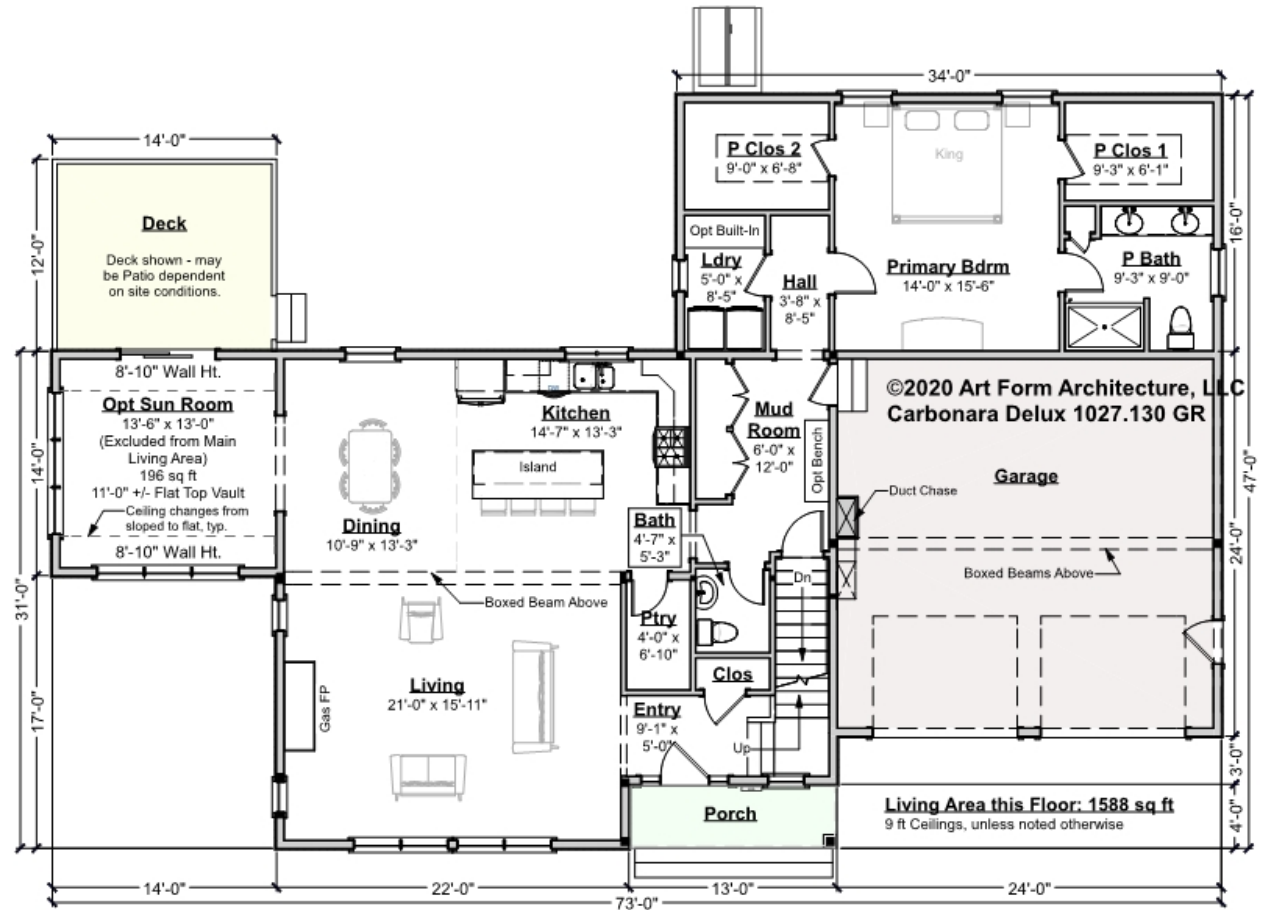 34'-0"
14'-0"
P Clos 2
9'-0" x 6'-8"
King
P Clos 1
9'-3" x 6'-1"
12'-0"
Deck
Deck shown - may
be Patio dependent
on site conditions.
Opt Built-In
Ldry
5'-0" x
8'-5"
Hall
3'-8" x
8'-5"
Primary Bdrm
14'-0" x 15'-6"
P Bath
9'-3" x 9'-0"
16'-0"
8'-10" Wall Ht.
Opt Sun Room
13'-6" x 13'-0"
(Excluded from Main
Living Area)
196 sq ft
11'-0" +/- Flat Top Vault
Ceiling changes from
sloped to flat, typ.
8'-10" Wall Ht.
14'-0"
Kitchen
14'-7" x 13'-3"
Island
Dining
10'-9" x 13'-3"
Mud
Room
6'-0" x
12'-0"
Opt Bench
©2020 Art Form Architecture, LLC
Carbonara Delux 1027.130 GR
Garage
Duct Chase
Boxed Beams Above
47'-0"
24'-0"
Bath
4'-7" x
5'-3"
Dn
Boxed Beam Above
31'-0"
Ptry
4'-0" x
6'-10"
Clos
Living
21'-0" x 15'-11"
Gas FP
17'-0"
Entry
9'-1" x
5'-0"
Up
3'-0"
Porch
Living Area this Floor: 1588 sq ft
9 ft Ceilings, unless noted otherwise
4'-0"
14'-0"
22'-0"
13'-0"
24'-0"
73'-0"